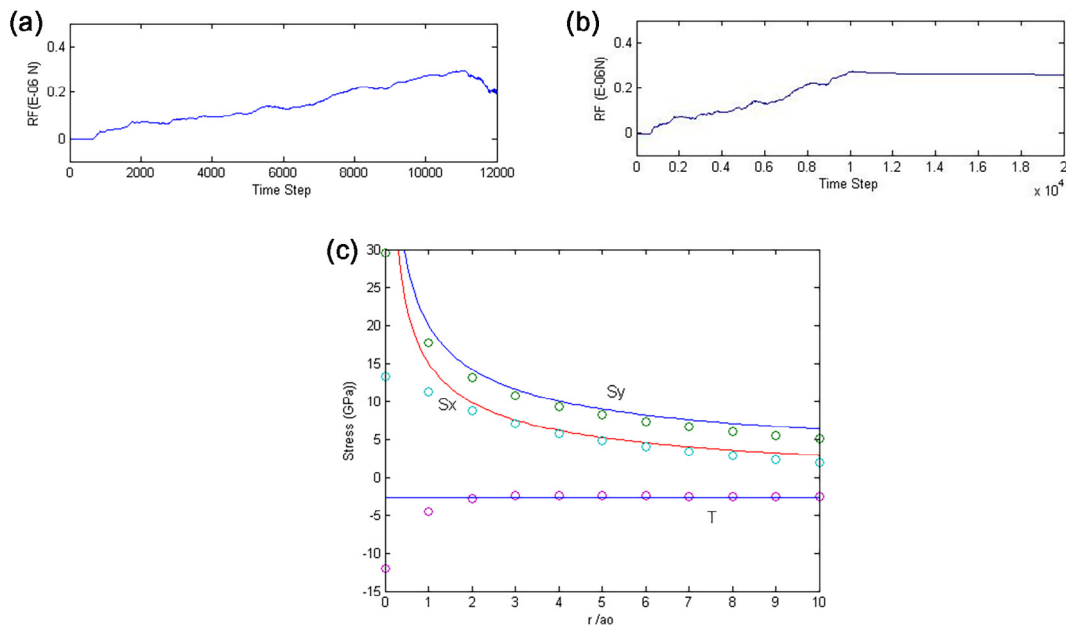 (a)
0.4
0.2
0
RF(E-06 N)
0 2000 4000 6000 8000 10000 12000
Time Step
(b)
0.4
0.2
0
RF (E-06N)
0 0.2 0.4 0.6 0.8 1 1.2 1.4 1.6 1.8 2
Time Step
x 10^4
(c)
30
25
20
15
10
5
0
-5
-10
-15
Stress (GPa))
Sy
Sx
T
0 1 2 3 4 5 6 7 8 9 10
r /ao